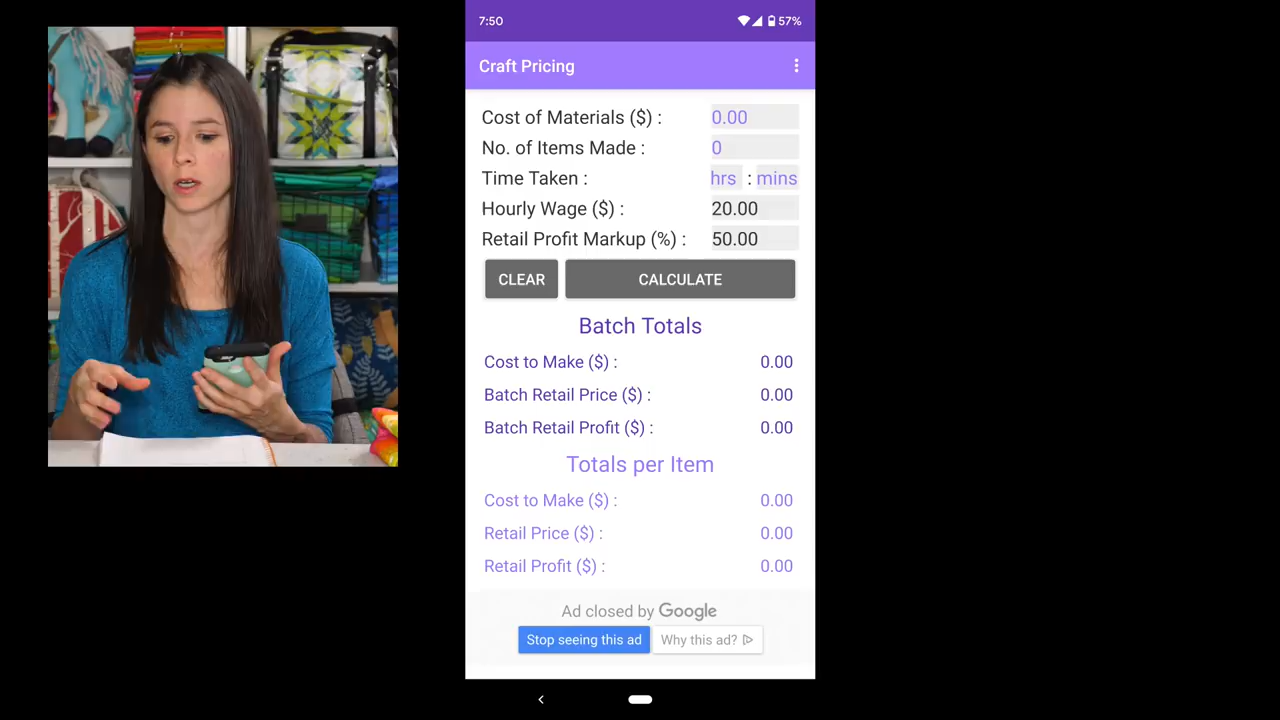 7:50
57%
Craft Pricing
Cost of Materials ($) : 0.00
No. of Items Made : 0
Time Taken : hrs : mins
Hourly Wage ($) : 20.00
Retail Profit Markup (%) : 50.00
CLEAR CALCULATE
Batch Totals
Cost to Make ($) : 0.00
Batch Retail Price ($) : 0.00
Batch Retail Profit ($) : 0.00
Totals per Item
Cost to Make ($) : 0.00
Retail Price ($) : 0.00
Retail Profit ($) : 0.00
Ad closed by Google
Stop seeing this ad Why this ad?